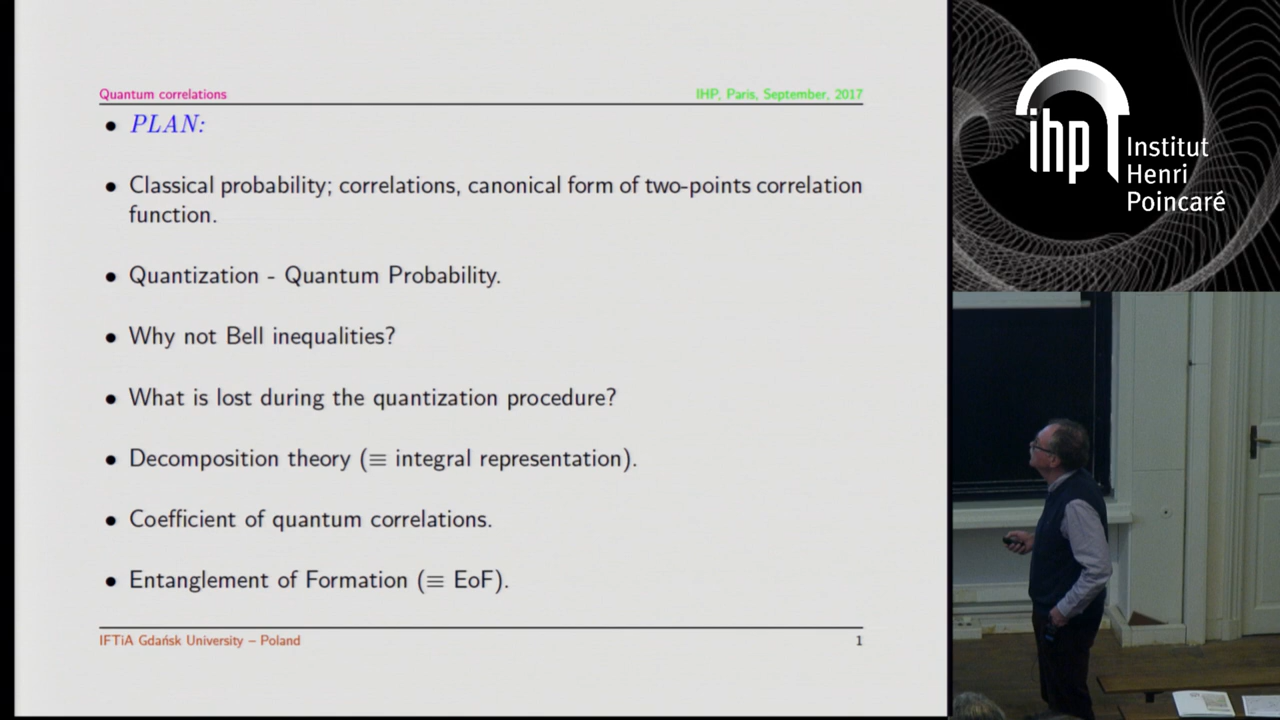 Quantum correlations IHP, Paris, September, 2017
• PLAN:
• Classical probability; correlations, canonical form of two-points correlation
function.
• Quantization - Quantum Probability.
• Why not Bell inequalities?
• What is lost during the quantization procedure?
• Decomposition theory (≡ integral representation).
• Coefficient of quantum correlations.
• Entanglement of Formation (≡ EoF).
IFTiA Gdańsk University – Poland 1
ihp
Institut
Henri
Poincaré